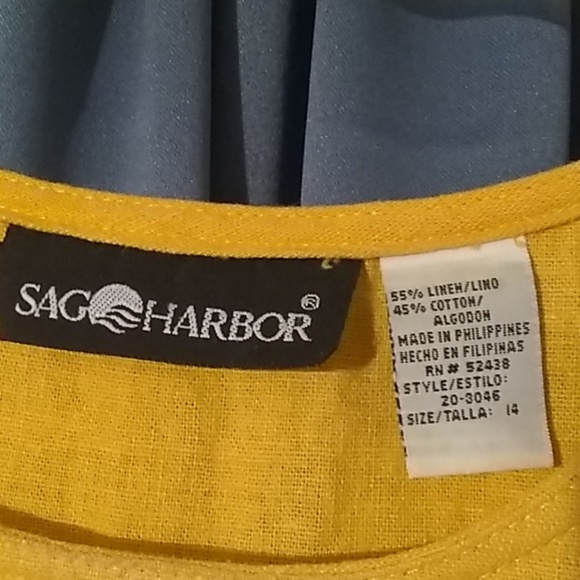 SAG HARBOR®
55% LINEN/LINO
45% COTTON/
ALGODON
MADE IN PHILIPPINES
HECHO EN FILIPINAS
RN# 52438
STYLE/ESTILO:
20-3046
SIZE/TALLA: 14